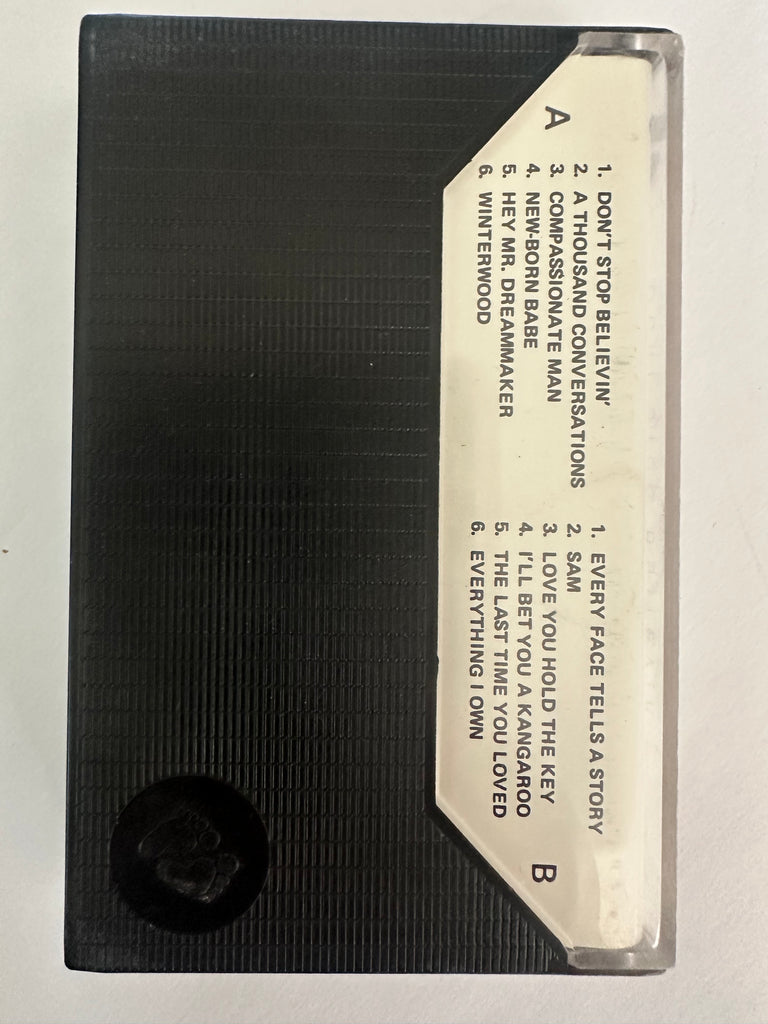 A
1. DON'T STOP BELIEVIN'
2. A THOUSAND CONVERSATIONS
3. COMPASSIONATE MAN
4. NEW-BORN BABE
5. HEY MR. DREAMMAKER
6. WINTERWOOD
B
1. EVERY FACE TELLS A STORY
2. SAM
3. LOVE YOU HOLD THE KEY
4. I'LL BET YOU A KANGAROO
5. THE LAST TIME YOU LOVED
6. EVERYTHING I OWN